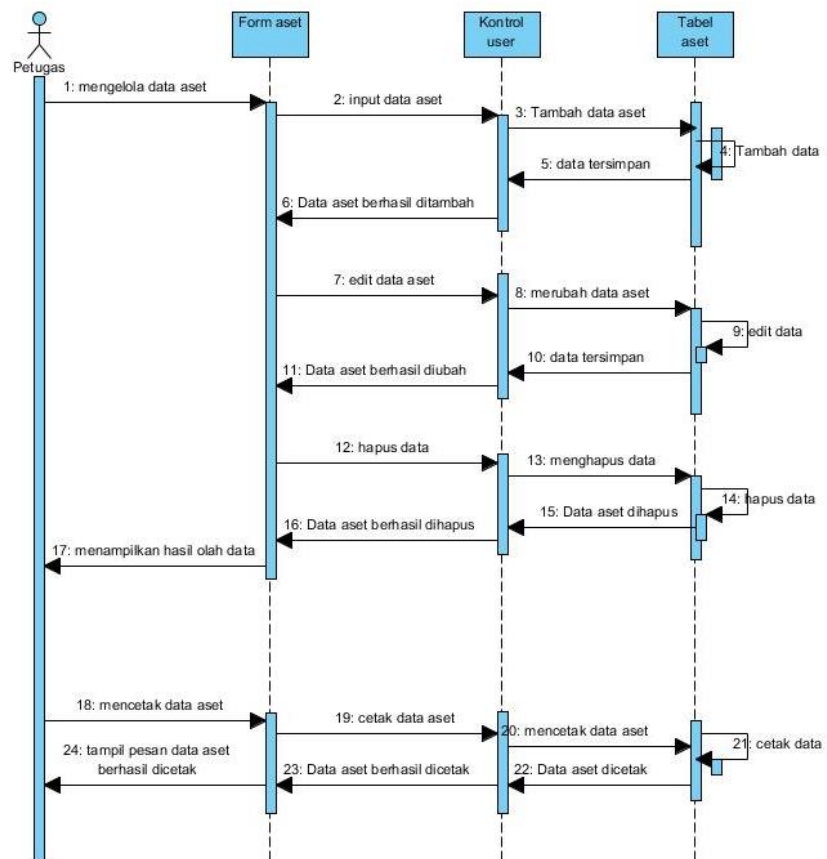 Petugas
Form aset
Kontrol
user
Tabel
aset
1: mengelola data aset
2: input data aset
3: Tambah data aset
4: Tambah data
5: data tersimpan
6: Data aset berhasil ditambah
7: edit data aset
8: merubah data aset
9: edit data
10: data tersimpan
11: Data aset berhasil diubah
12: hapus data
13: menghapus data
14: hapus data
15: Data aset dihapus
16: Data aset berhasil dihapus
17: menampilkan hasil olah data
18: mencetak data aset
19: cetak data aset
20: mencetak data aset
21: cetak data
22: Data aset dicetak
23: Data aset berhasil dicetak
24: tampil pesan data aset
berhasil dicetak